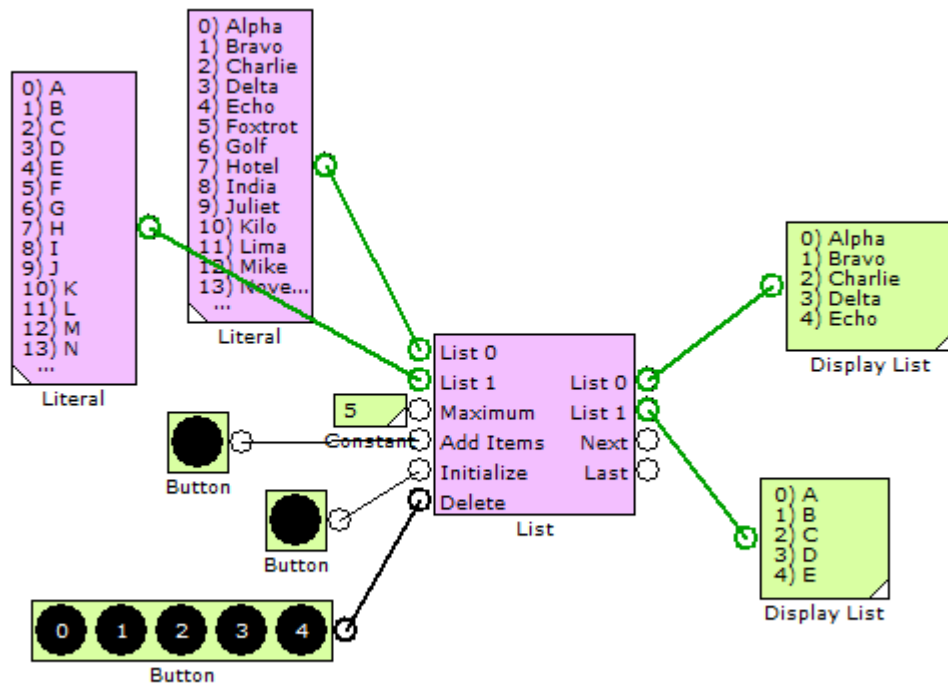 0) A
1) B
2) C
3) D
4) E
5) F
6) G
7) H
8) I
9) J
10) K
11) L
12) M
13) N
...
Literal
0) Alpha
1) Bravo
2) Charlie
3) Delta
4) Echo
5) Foxtrot
6) Golf
7) Hotel
8) India
9) Juliet
10) Kilo
11) Lima
12) Mike
13) Nove...
...
Literal
List 0
List 1
Maximum
Add Items
Initialize
Delete
List 0
List 1
Next
Last
List
5
Constant
Button
Button
0 1 2 3 4
Button
0) Alpha
1) Bravo
2) Charlie
3) Delta
4) Echo
Display List
0) A
1) B
2) C
3) D
4) E
Display List